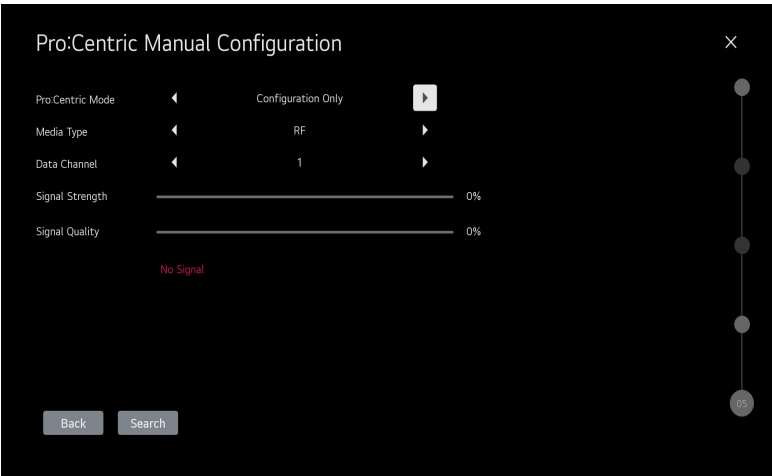 Pro:Centric Manual Configuration
Pro:Centric Mode Configuration Only
Media Type RF
Data Channel 1
Signal Strength 0%
Signal Quality 0%
No Signal
05
Back Search